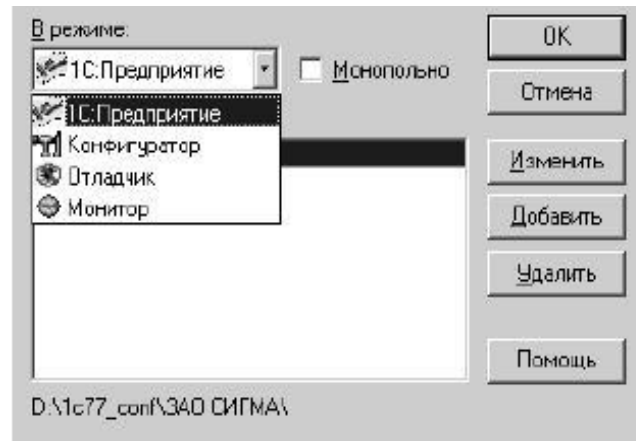 В режиме:
1С:Предприятие
Монопольно
1С:Предприятие
Конфигуратор
Отладчик
Монитор
OK
Отмена
Изменить
Добавить
Удалить
Помощь
D:\1c77_conf\ЗАО СИГМА\